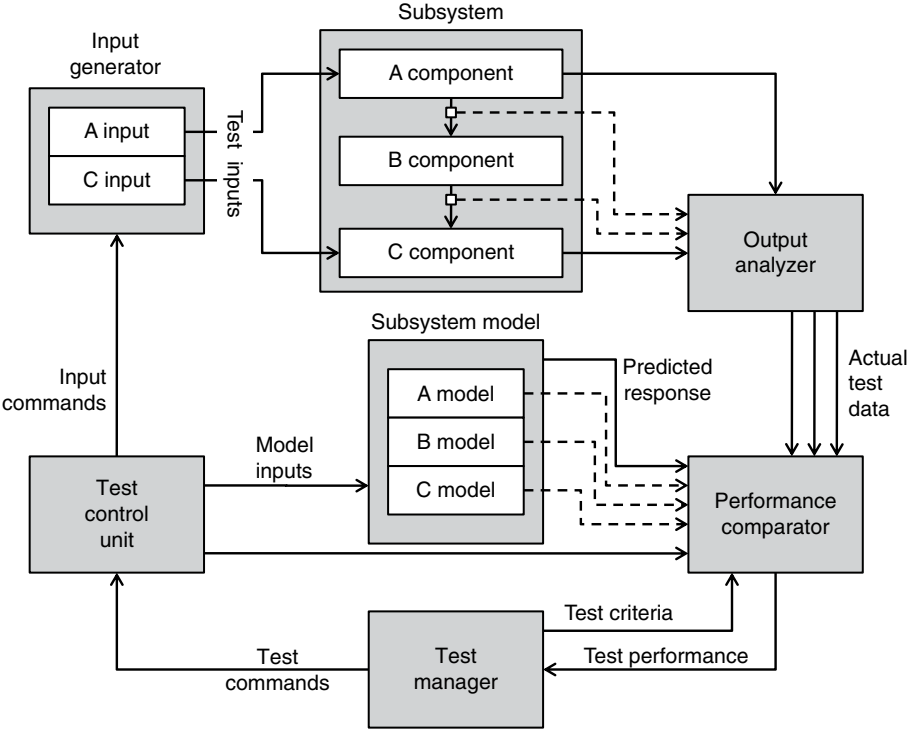 Subsystem
Input
generator
A component
A input
Test inputs
B component
C input
C component
Output
analyzer
Subsystem model
Predicted
response
Actual
test
data
Input
commands
A model
Model
inputs
B model
C model
Test
control
unit
Performance
comparator
Test criteria
Test
commands
Test
manager
Test performance